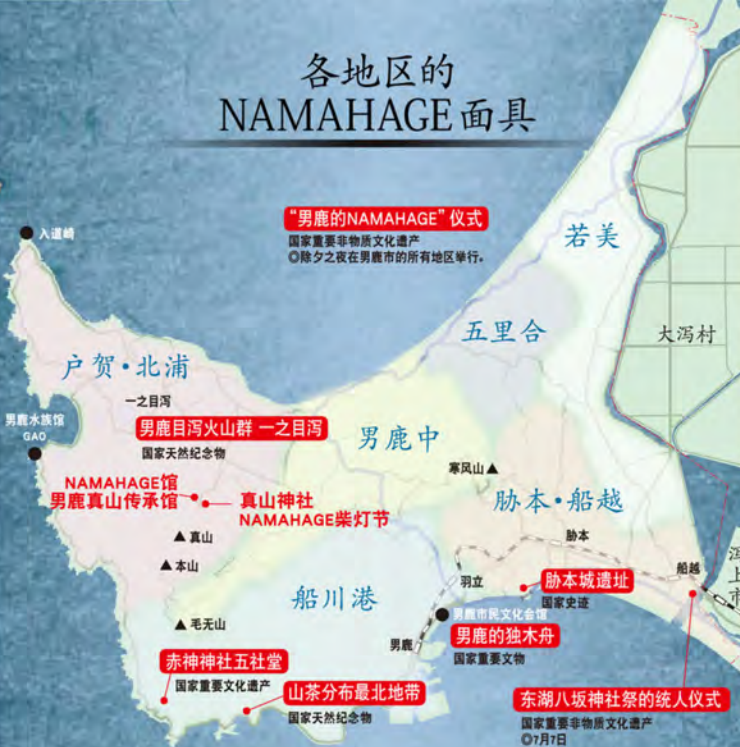 各地区的
NAMAHAGE面具
“男鹿的NAMAHAGE”仪式
国家重要非物质文化遗产
◎除夕之夜在男鹿市的所有地区举行。
入道崎
若美
五里合
大泻村
户贺・北浦
一之目泻
男鹿水族馆
GAO
男鹿目泻火山群 一之目泻
国家天然纪念物
男鹿中
寒风山▲
NAMAHAGE馆
男鹿真山传承馆
真山神社
NAMAHAGE柴灯节
胁本・船越
▲真山
▲本山
胁本
船越
泻上市
船川港
羽立
胁本城遗址
国家史迹
▲毛无山
男鹿市民文化会馆
男鹿
男鹿的独木舟
国家重要文物
赤神神社五社堂
国家重要文化遗产
山茶分布最北地带
国家天然纪念物
东湖八坂神社祭的统人仪式
国家重要非物质文化遗产
◎7月7日